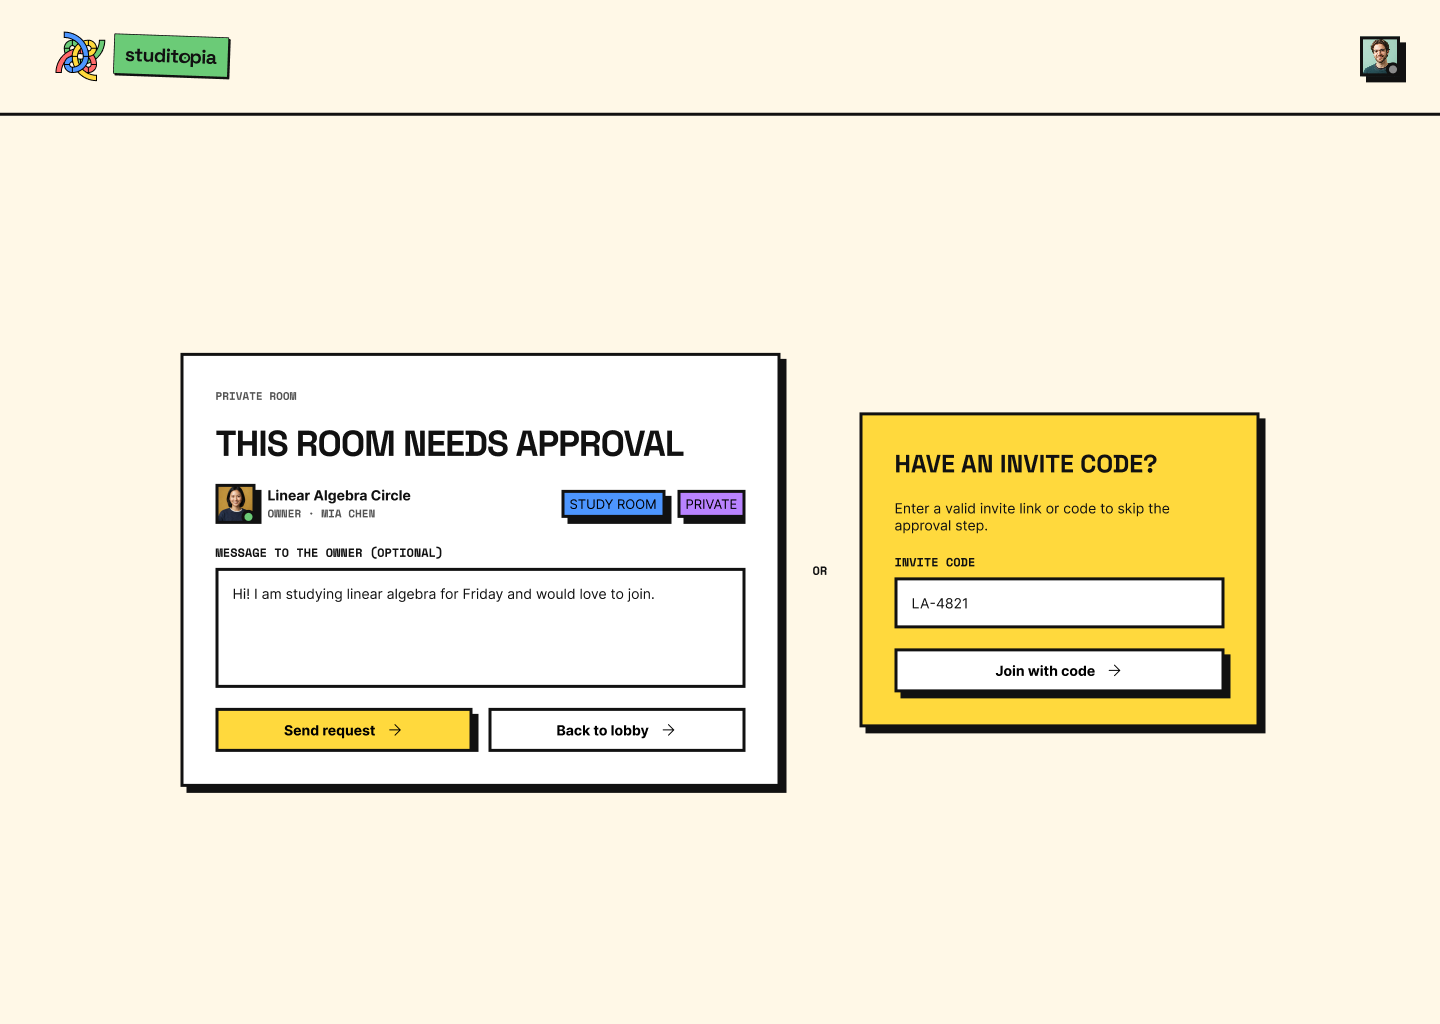 studitopia
PRIVATE ROOM
THIS ROOM NEEDS APPROVAL
Linear Algebra Circle
OWNER · MIA CHEN
STUDY ROOM
PRIVATE
MESSAGE TO THE OWNER (OPTIONAL)
Hi! I am studying linear algebra for Friday and would love to join.
Send request →
Back to lobby →
OR
HAVE AN INVITE CODE?
Enter a valid invite link or code to skip the
approval step.
INVITE CODE
LA-4821
Join with code →